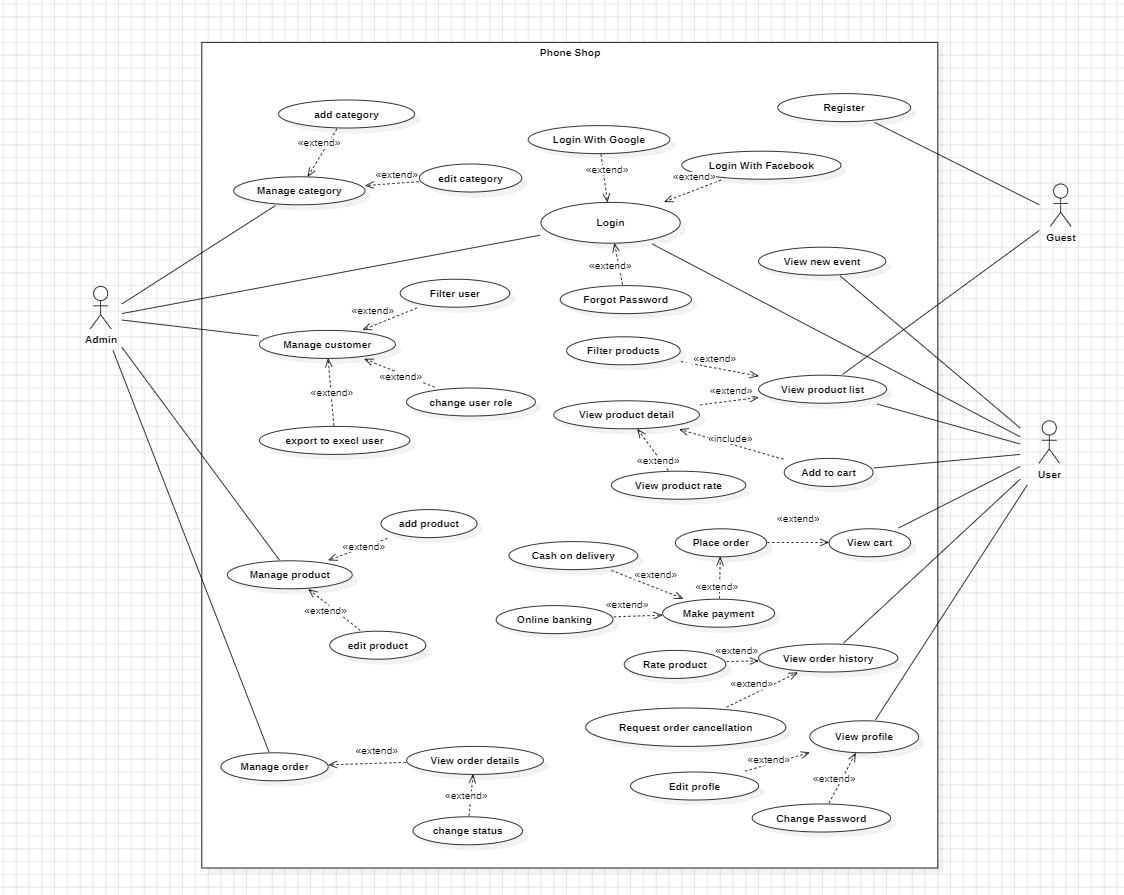 Phone Shop
add category
Register
Login With Google
«extend»
Login With Facebook
«extend»
«extend»
«extend»
edit category
Manage category
Login
Guest
View new event
«extend»
Filter user
Forgot Password
«extend»
Admin
Manage customer
Filter products
«extend»
«extend»
View product list
«extend»
«extend»
change user role
View product detail
«include»
export to execl user
«extend»
Add to cart
User
View product rate
add product
«extend»
Place order
View cart
«extend»
Cash on delivery
Manage product
«extend»
«extend»
«extend»
«extend»
Online banking
Make payment
edit product
«extend»
Rate product
View order history
«extend»
Request order cancellation
View profile
«extend»
View order details
«extend»
Manage order
«extend»
Edit profle
«extend»
change status
Change Password